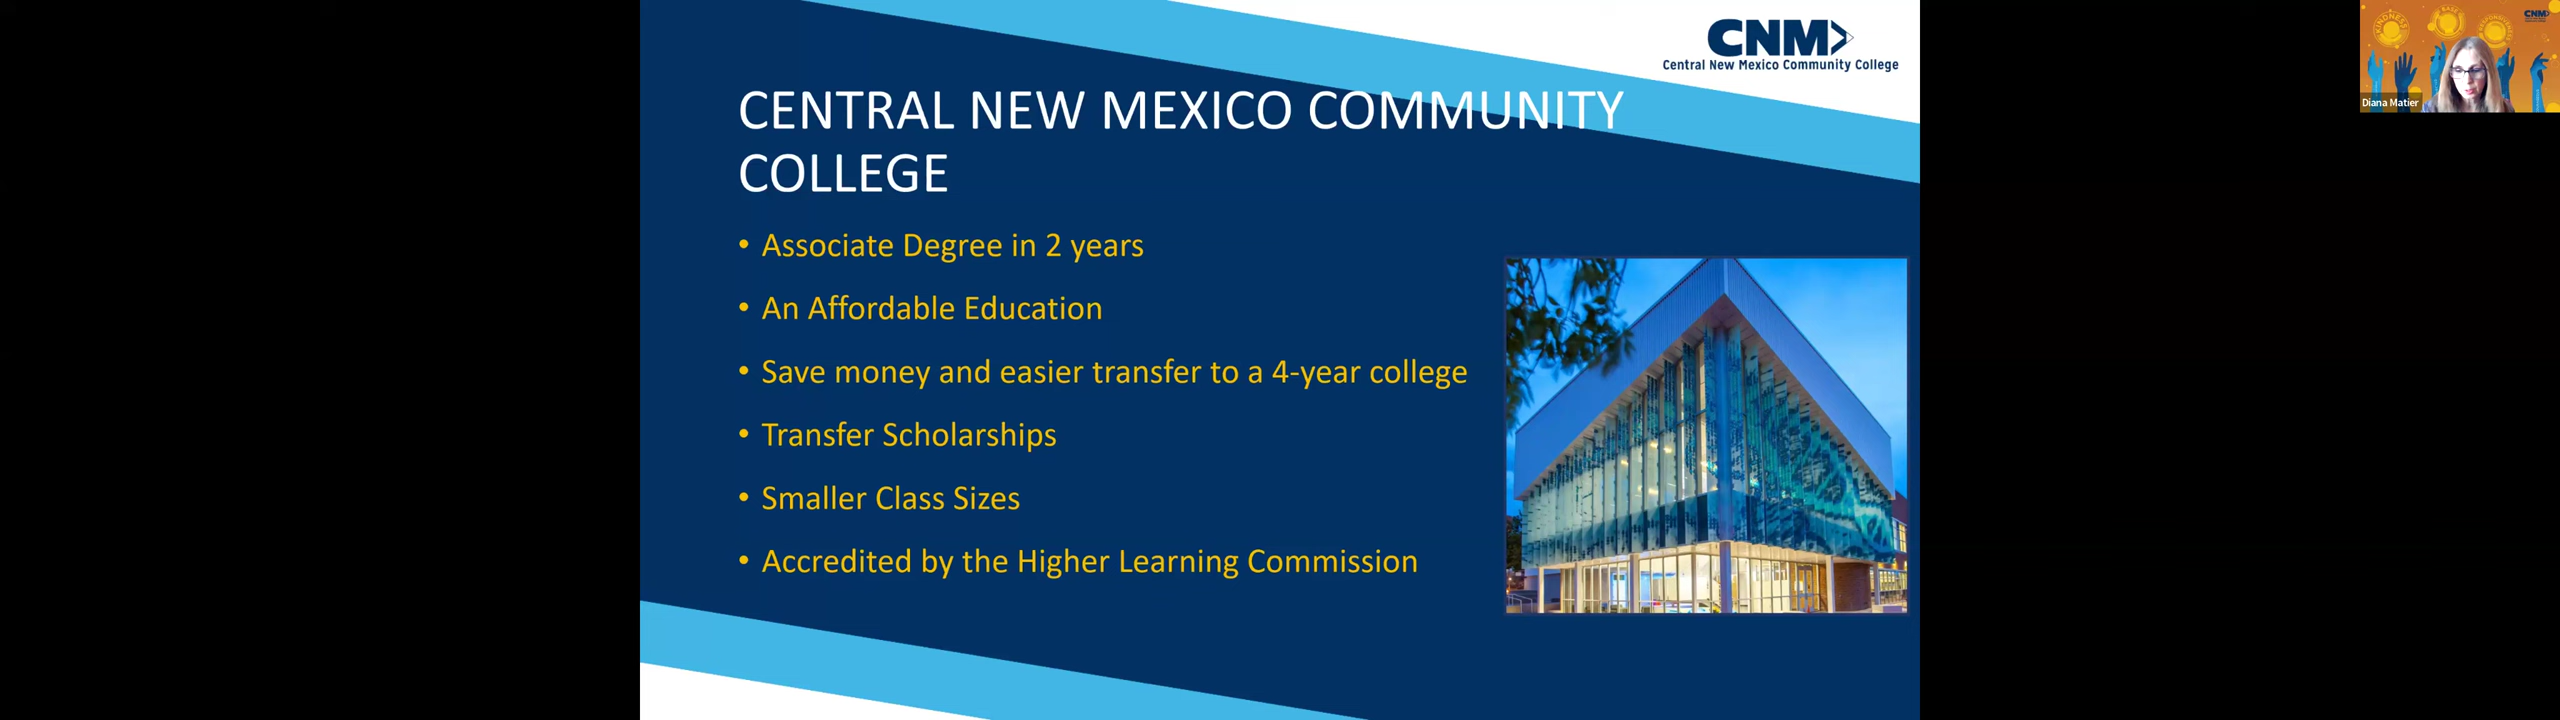 CNM
Central New Mexico Community College
CENTRAL NEW MEXICO COMMUNITY
COLLEGE
• Associate Degree in 2 years
• An Affordable Education
• Save money and easier transfer to a 4-year college
• Transfer Scholarships
• Smaller Class Sizes
• Accredited by the Higher Learning Commission
KINDNESS
CNM
Diana Matier